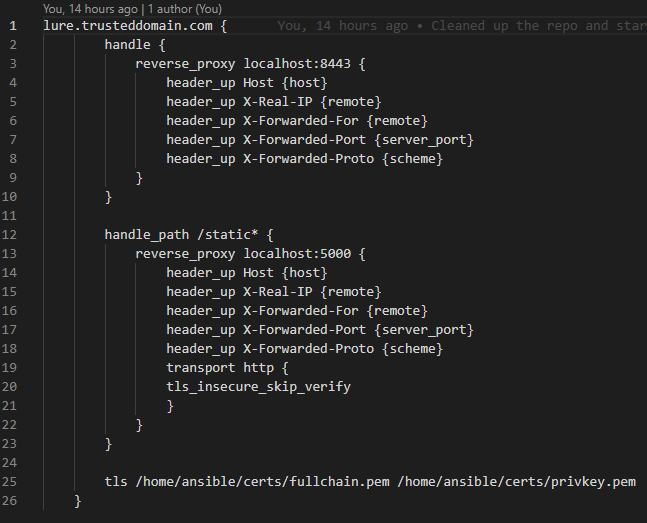 You, 14 hours ago | 1 author (You)
1 lure.trusteddomain.com { You, 14 hours ago • Cleaned up the repo and star
2 handle {
3 reverse_proxy localhost:8443 {
4 header_up Host {host}
5 header_up X-Real-IP {remote}
6 header_up X-Forwarded-For {remote}
7 header_up X-Forwarded-Port {server_port}
8 header_up X-Forwarded-Proto {scheme}
9 }
10 }
11
12 handle_path /static* {
13 reverse_proxy localhost:5000 {
14 header_up Host {host}
15 header_up X-Real-IP {remote}
16 header_up X-Forwarded-For {remote}
17 header_up X-Forwarded-Port {server_port}
18 header_up X-Forwarded-Proto {scheme}
19 transport http {
20 tls_insecure_skip_verify
21 }
22 }
23 }
24
25 tls /home/ansible/certs/fullchain.pem /home/ansible/certs/privkey.pem
26 }